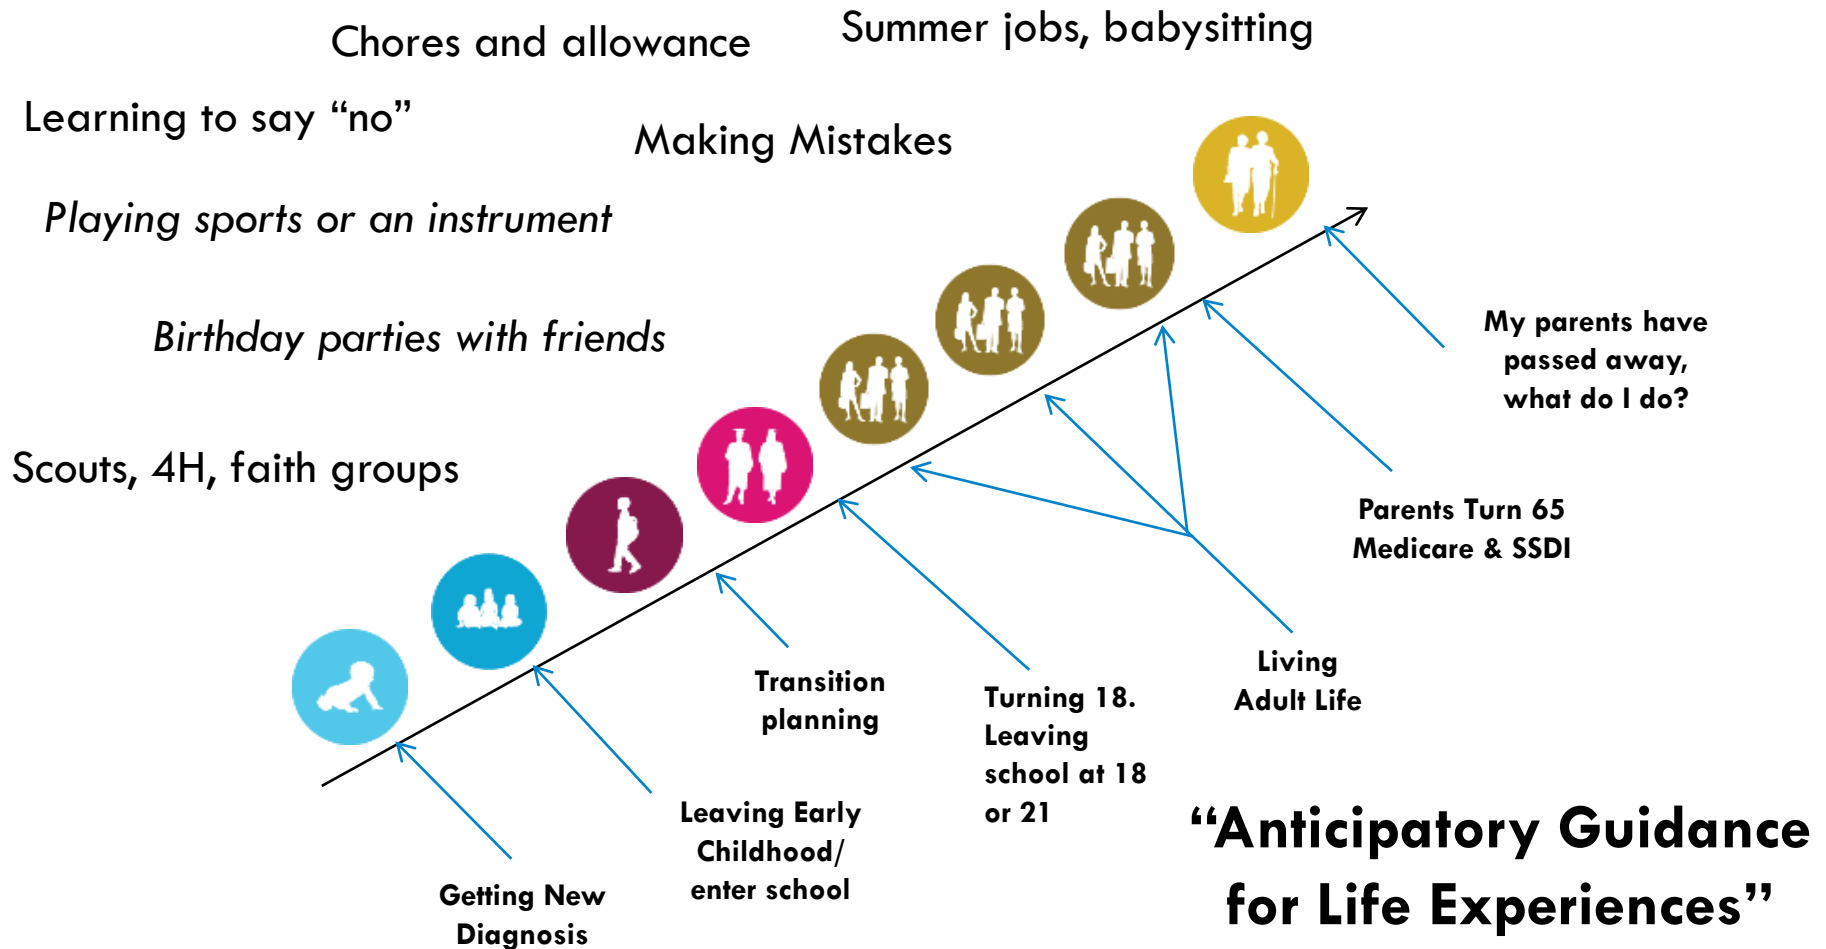 Summer jobs, babysitting
Chores and allowance
Learning to say “no”
Making Mistakes
Playing sports or an instrument
Birthday parties with friends
Scouts, 4H, faith groups
My parents have
passed away,
what do I do?
Parents Turn 65
Medicare & SSDI
Living
Adult Life
Transition
planning
Turning 18.
Leaving
school at 18
or 21
Leaving Early
Childhood/
enter school
Getting New
Diagnosis
“Anticipatory Guidance
for Life Experiences”